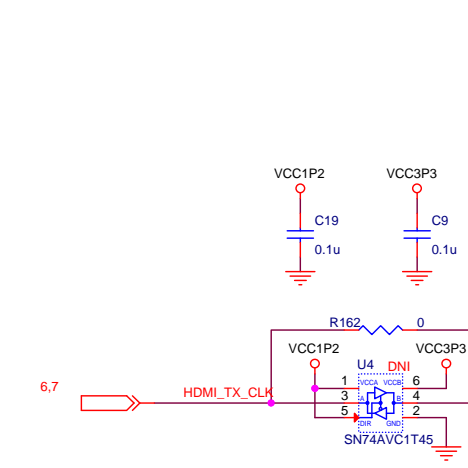 VCC1P2 VCC3P3
C19 C9
0.1u 0.1u
R162 0
VCC1P2 VCC3P3
U4 DNI
6,7 HDMI_TX_CLK
1 VCCA VCCB 6
3 A B 4
5 DIR GND 2
SN74AVC1T45